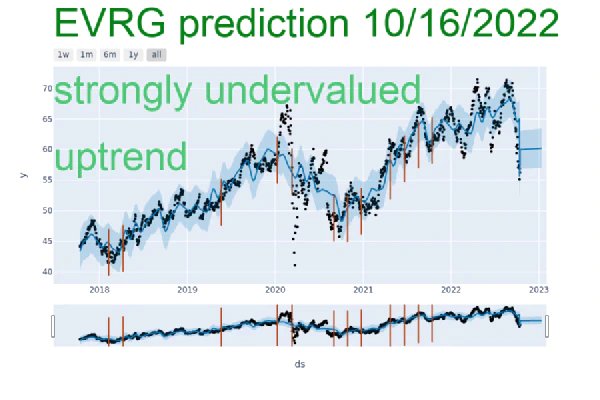 EVRG prediction 10/16/2022
1w 1m 6m 1y all
strongly undervalued
uptrend
70
65
60
55
50
45
40
y
2018 2019 2020 2021 2022 2023
ds